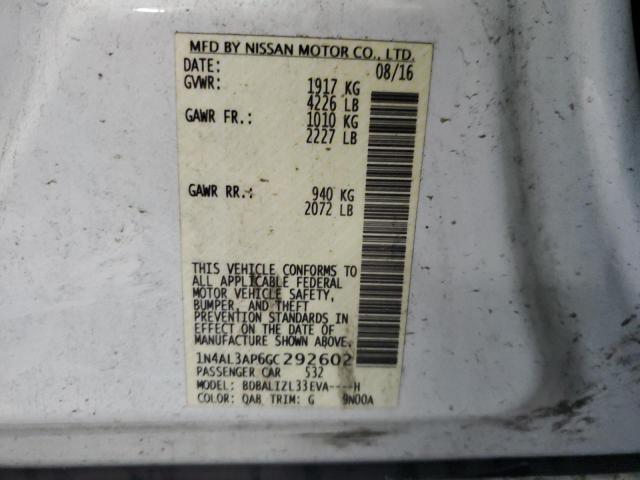 MFD BY NISSAN MOTOR CO., LTD.
DATE: 08/16
GVWR: 1917 KG
4226 LB
GAWR FR.: 1010 KG
2227 LB
GAWR RR.: 940 KG
2072 LB
THIS VEHICLE CONFORMS TO
ALL APPLICABLE FEDERAL
MOTOR VEHICLE SAFETY,
BUMPER, AND THEFT
PREVENTION STANDARDS IN
EFFECT ON THE DATE OF
MANUFACTURE SHOWN ABOVE.
1N4AL3AP6GC292602
PASSENGER CAR 532
MODEL: BDBALIZL33EVA----H
COLOR: QAB TRIM: G 9N00A